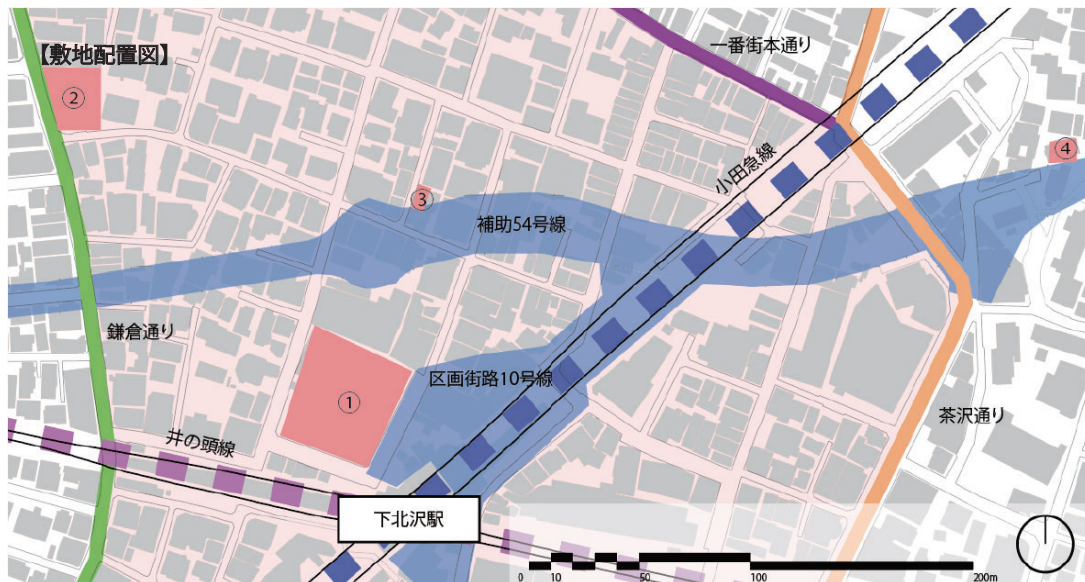 【敷地配置図】
一番街本通り
②
④
小田急線
③
補助54号線
鎌倉通り
区画街路10号線
①
茶沢通り
井の頭線
下北沢駅
0 10 50 100 200m